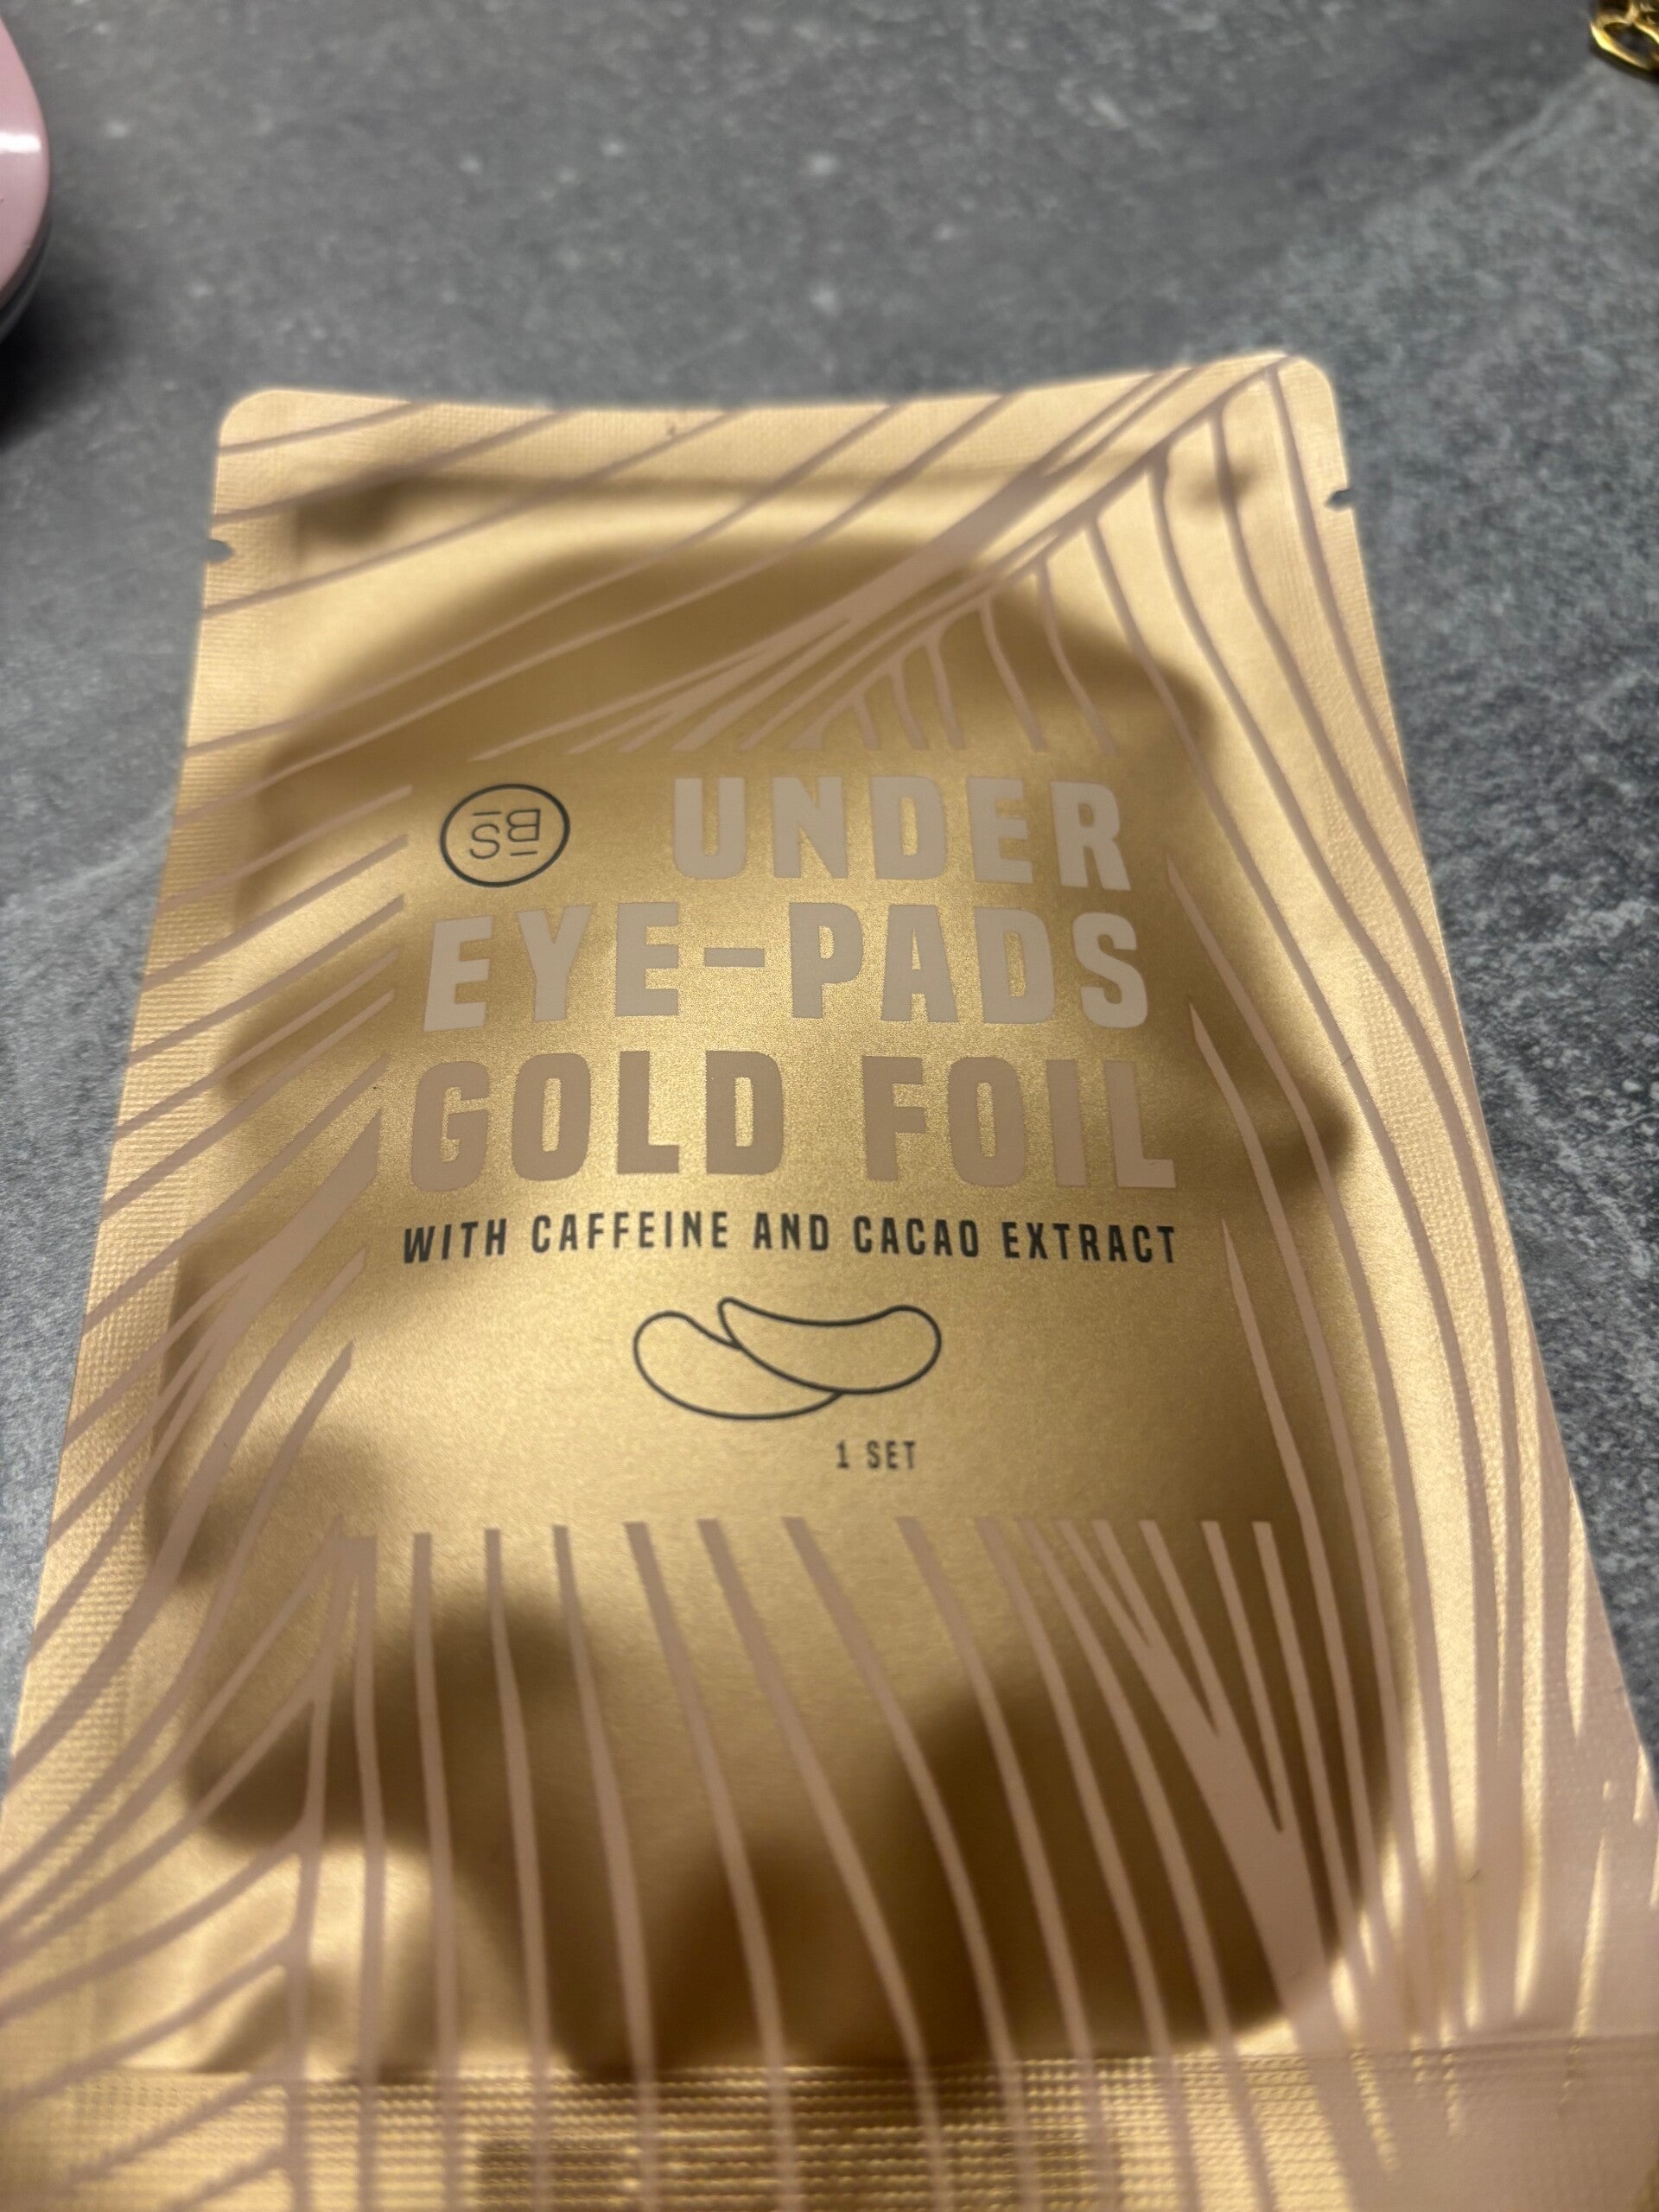 BS
UNDER
EYE-PADS
GOLD FOIL
WITH CAFFEINE AND CACAO EXTRACT
1 SET